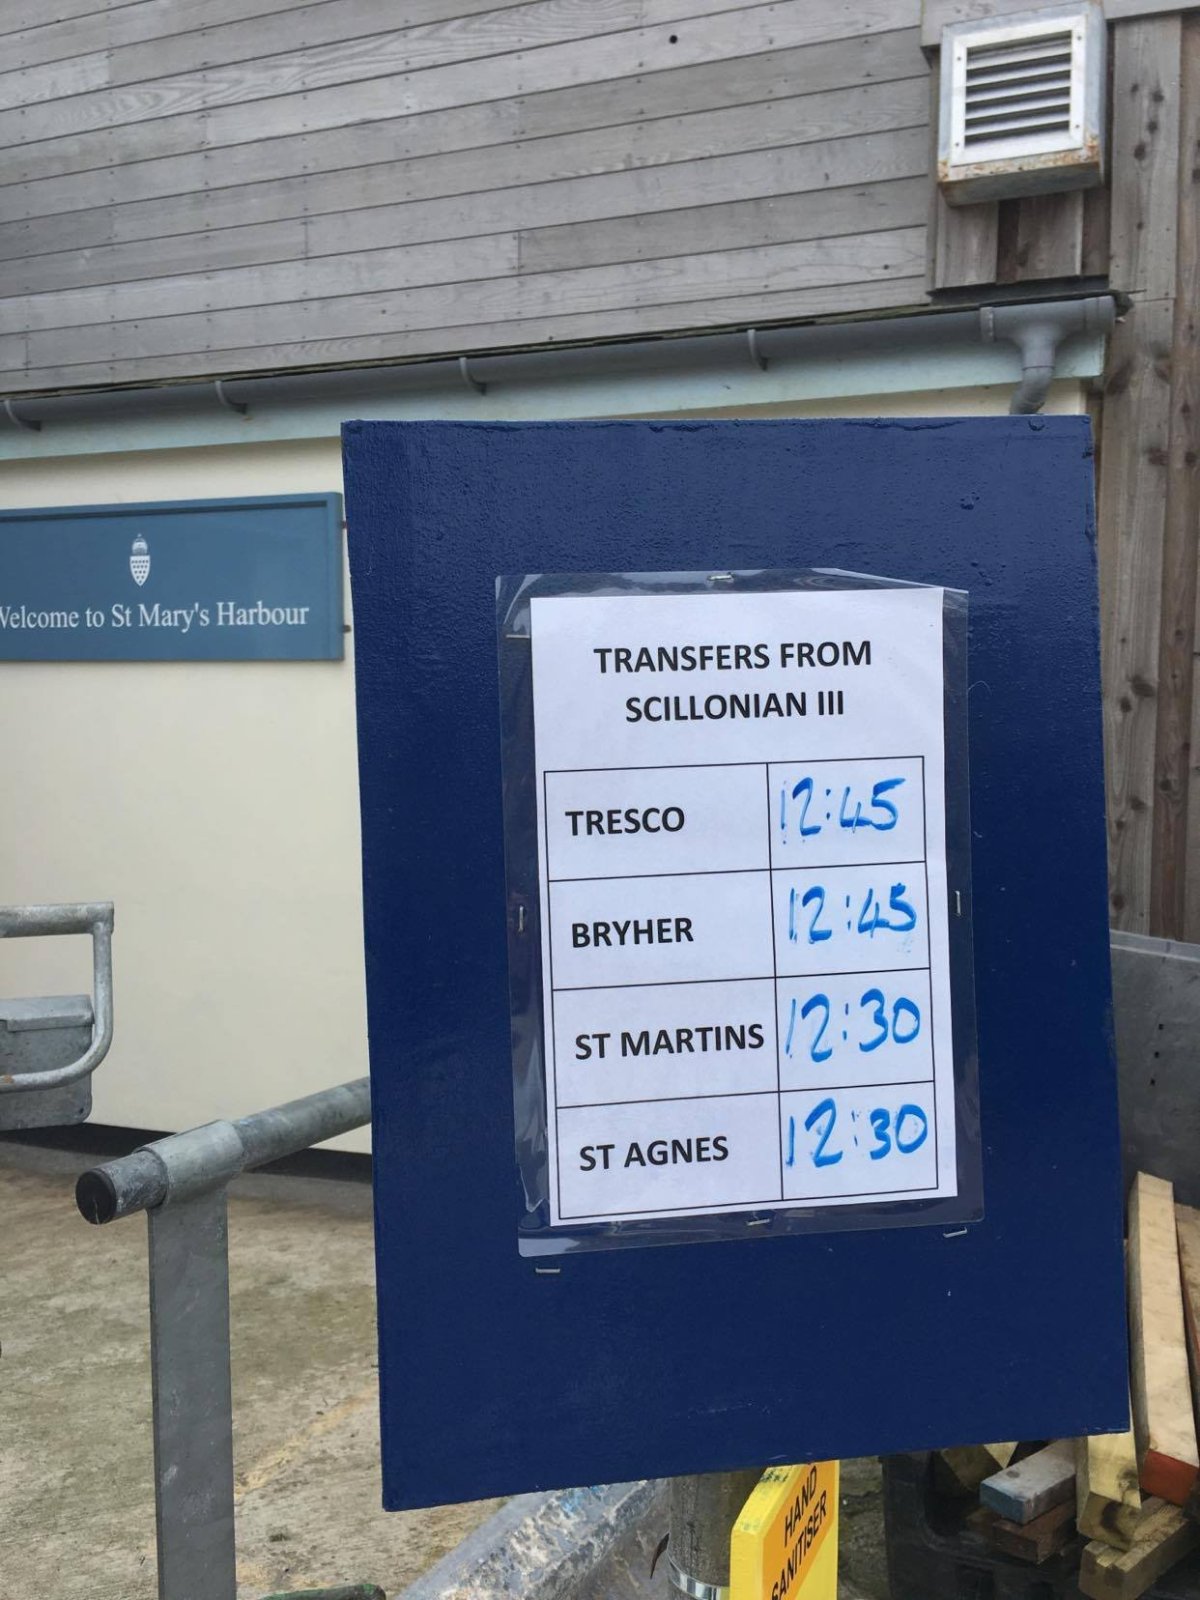 Welcome to St Mary's Harbour
TRANSFERS FROM
SCILLONIAN III
TRESCO 12:45
BRYHER 12:45
ST MARTINS 12:30
ST AGNES 12:30
HAND
SANITISER